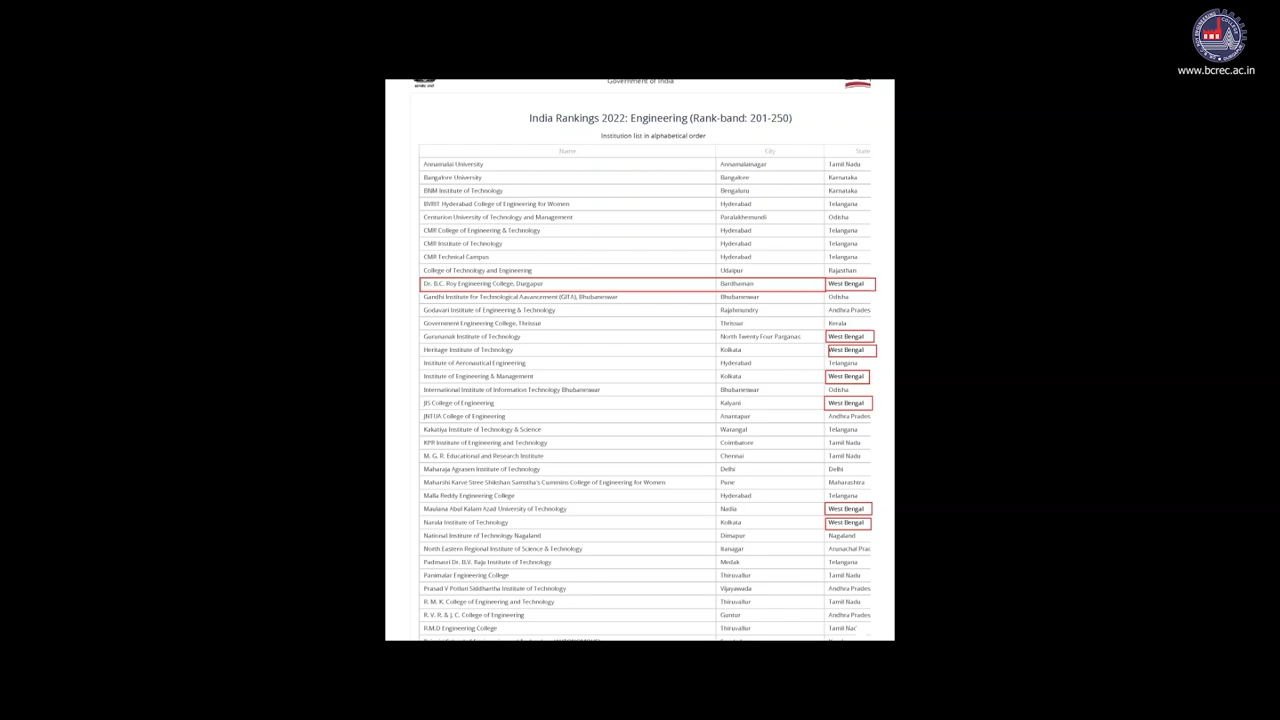 www.bcrec.ac.in
Government of India
India Rankings 2022: Engineering (Rank-band: 201-250)
Institution list in alphabetical order
Name City State
Annamalai University Annamalainagar Tamil Nadu
Bangalore University Bangalore Karnataka
BNM Institute of Technology Bengaluru Karnataka
BVRIT Hyderabad College of Engineering for Women Hyderabad Telangana
Centurion University of Technology and Management Paralakhemundi Odisha
CMR College of Engineering & Technology Hyderabad Telangana
CMR Institute of Technology Hyderabad Telangana
CMR Technical Campus Hyderabad Telangana
College of Technology and Engineering Udaipur Rajasthan
Dr. B.C. Roy Engineering College, Durgapur Bardhaman West Bengal
Gandhi Institute for Technological Aavancement (GITA), Bhubaneswar Bhubaneswar Odisha
Godavari Institute of Engineering & Technology Rajahmundry Andhra Prades
Government Engineering College, Thrissur Thrissur Kerala
Gurunanak Institute of Technology North Twenty Four Parganas West Bengal
Heritage Institute of Technology Kolkata West Bengal
Institute of Aeronautical Engineering Hyderabad Telangana
Institute of Engineering & Management Kolkata West Bengal
International Institute of Information Technology Bhubaneswar Bhubaneswar Odisha
JIS College of Engineering Kalyani West Bengal
JNTUA College of Engineering Anantapur Andhra Prades
Kakatiya Institute of Technology & Science Warangal Telangana
KPR Institute of Engineering and Technology Coimbatore Tamil Nadu
M. G. R. Educational and Research Institute Chennai Tamil Nadu
Maharaja Agrasen Institute of Technology Delhi Delhi
Maharshi Karve Stree Shikshan Samstha's Cummins College of Engineering for Women Pune Maharashtra
Malla Reddy Engineering College Hyderabad Telangana
Maulana Abul Kalam Azad University of Technology Nadia West Bengal
Narula Institute of Technology Kolkata West Bengal
National Institute of Technology Nagaland Dimapur Nagaland
North Eastern Regional Institute of Science & Technology Itanagar Arunachal Prac
Padmasri Dr. B.V. Raju Institute of Technology Medak Telangana
Panimalar Engineering College Thiruvallur Tamil Nadu
Prasad V Potluri Siddhartha Institute of Technology Vijayawada Andhra Prades
R. M. K. College of Engineering and Technology Thiruvallur Tamil Nadu
R. V. R. & J. C. College of Engineering Guntur Andhra Prades
R.M.D Engineering College Thiruvallur Tamil Nac